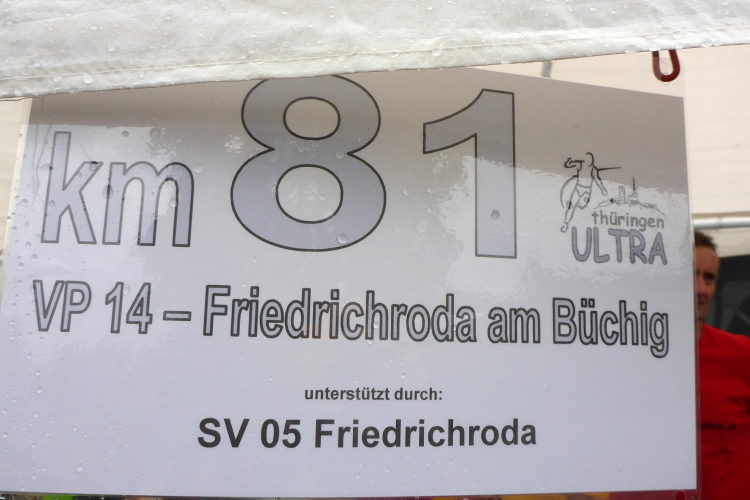 km 81
thüringen
ULTRA
VP 14 – Friedrichroda am Büchig
unterstützt durch:
SV 05 Friedrichroda